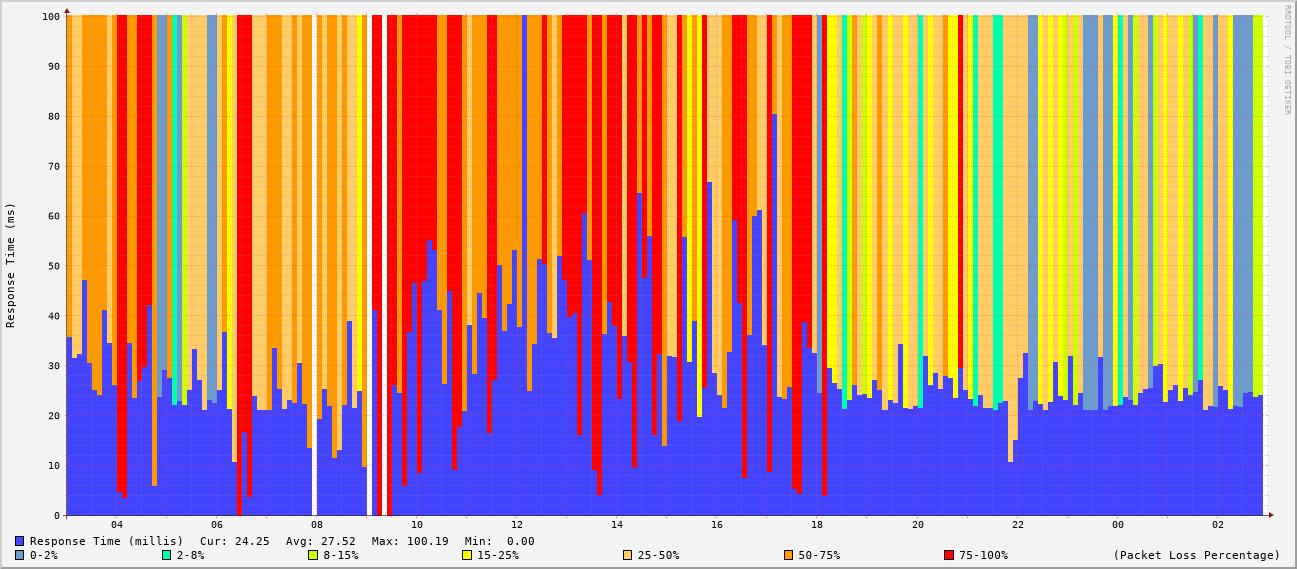 RRDTOOL / TOBI OETIKER
Response Time (ms)
100
90
80
70
60
50
40
30
20
10
0
04 06 08 10 12 14 16 18 20 22 00 02
Response Time (millis) Cur: 24.25 Avg: 27.52 Max: 100.19 Min: 0.00
0-2% 2-8% 8-15% 15-25% 25-50% 50-75% 75-100% (Packet Loss Percentage)